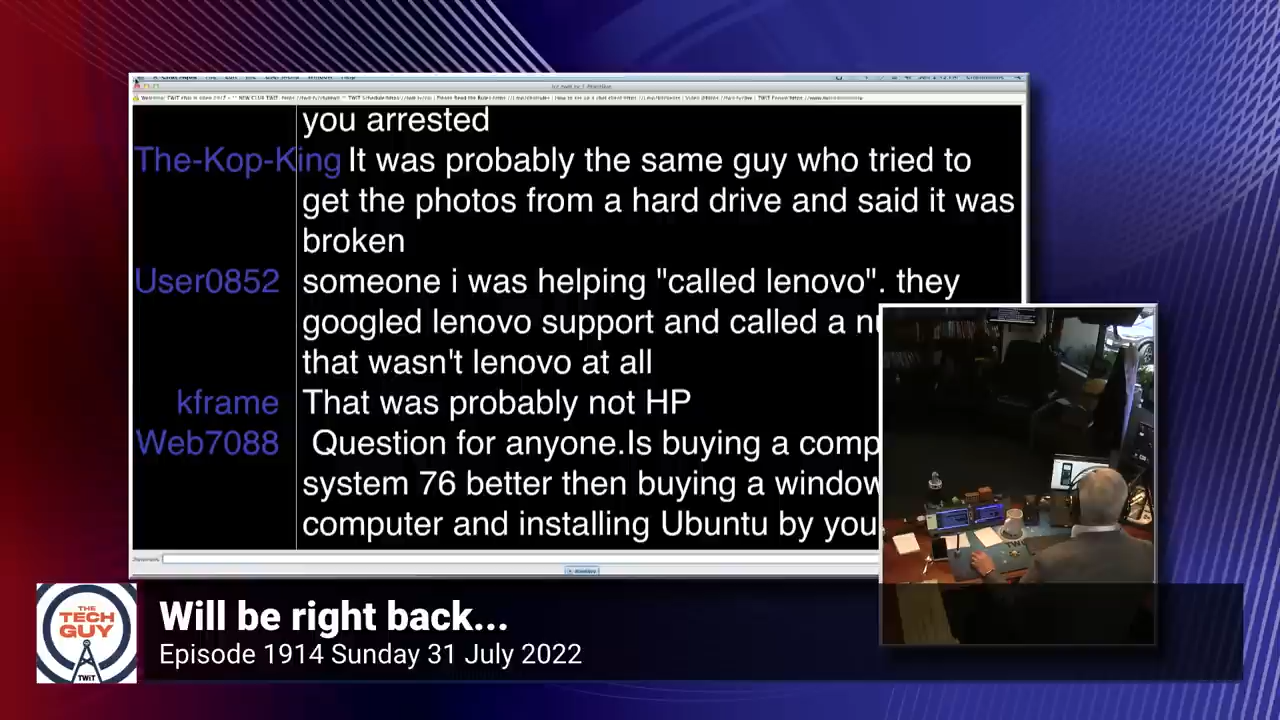 you arrested
The-Kop-King It was probably the same guy who tried to
get the photos from a hard drive and said it was
broken
User0852 someone i was helping "called lenovo". they
googled lenovo support and called a
that wasn't lenovo at all
kframe That was probably not HP
Web7088 Question for anyone.Is buying a comp
system 76 better then buying a window
computer and installing Ubuntu by you
THE
TECH
GUY
TWiT
Will be right back...
Episode 1914 Sunday 31 July 2022